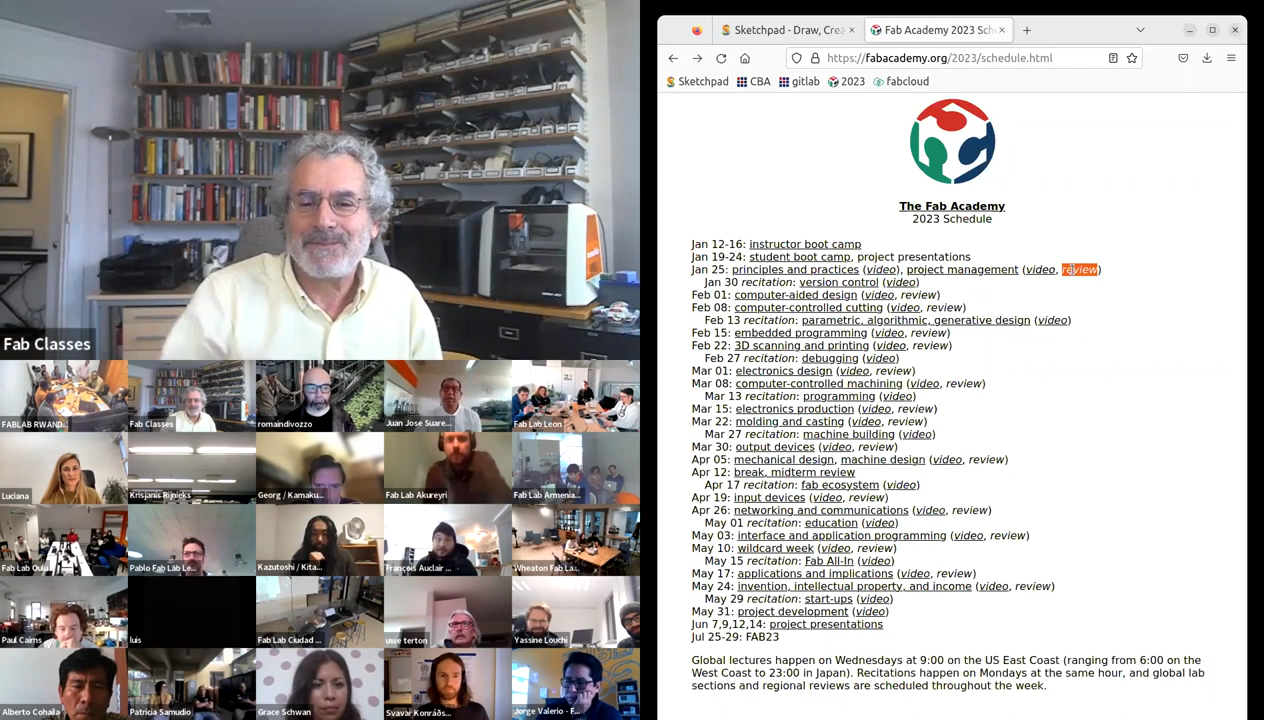 Fab Classes
FABLAB RWAND...
Fab Classes
romaindivozzo
Juan Jose Suare...
Fab Lab Leon
Luciana
Krisjanis Rijnieks
Georg / Kamaku...
Fab Lab Akureyri
Fab Lab Armenia...
Fab Lab Oulu
Pablo Fab Lab Le...
Kazutoshi / Kita...
François Auclair ...
Wheaton Fab La...
Paul Cairns
luis
Fab Lab Ciudad ...
uwe terton
Yassine Louchi
Alberto Cohaila
Patricia Samudio
Grace Schwan
Svavar Konráðs...
Jorge Valerio - F...
Sketchpad - Draw, Crea
Fab Academy 2023 Sch
https://fabacademy.org/2023/schedule.html
Sketchpad CBA gitlab 2023 fabcloud
The Fab Academy
2023 Schedule
Jan 12-16: instructor boot camp
Jan 19-24: student boot camp, project presentations
Jan 25: principles and practices (video), project management (video, review)
Jan 30 recitation: version control (video)
Feb 01: computer-aided design (video, review)
Feb 08: computer-controlled cutting (video, review)
Feb 13 recitation: parametric, algorithmic, generative design (video)
Feb 15: embedded programming (video, review)
Feb 22: 3D scanning and printing (video, review)
Feb 27 recitation: debugging (video)
Mar 01: electronics design (video, review)
Mar 08: computer-controlled machining (video, review)
Mar 13 recitation: programming (video)
Mar 15: electronics production (video, review)
Mar 22: molding and casting (video, review)
Mar 27 recitation: machine building (video)
Mar 30: output devices (video, review)
Apr 05: mechanical design, machine design (video, review)
Apr 12: break, midterm review
Apr 17 recitation: fab ecosystem (video)
Apr 19: input devices (video, review)
Apr 26: networking and communications (video, review)
May 01 recitation: education (video)
May 03: interface and application programming (video, review)
May 10: wildcard week (video, review)
May 15 recitation: Fab All-In (video)
May 17: applications and implications (video, review)
May 24: invention, intellectual property, and income (video, review)
May 29 recitation: start-ups (video)
May 31: project development (video)
Jun 7,9,12,14: project presentations
Jul 25-29: FAB23
Global lectures happen on Wednesdays at 9:00 on the US East Coast (ranging from 6:00 on the
West Coast to 23:00 in Japan). Recitations happen on Mondays at the same hour, and global lab
sections and regional reviews are scheduled throughout the week.